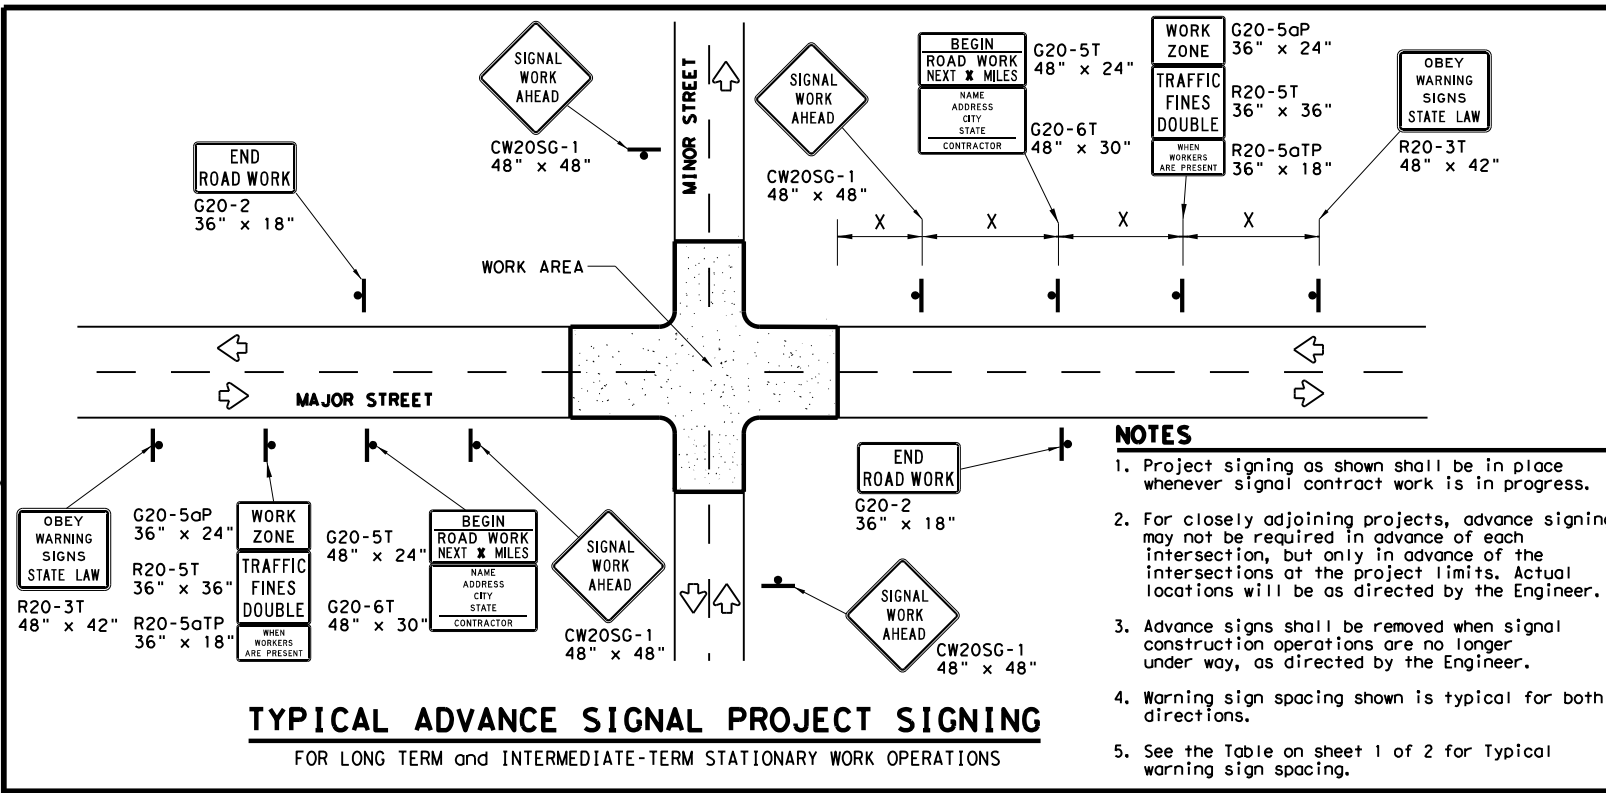 SIGNAL
WORK
AHEAD
CW20SG-1
48" x 48"
MINOR STREET
SIGNAL
WORK
AHEAD
CW20SG-1
48" x 48"
BEGIN
ROAD WORK
NEXT X MILES
NAME
ADDRESS
CITY
STATE
CONTRACTOR
G20-5T
48" x 24"
G20-6T
48" x 30"
WORK
ZONE
TRAFFIC
FINES
DOUBLE
WHEN
WORKERS
ARE PRESENT
G20-5aP
36" x 24"
R20-5T
36" x 36"
R20-5aTP
36" x 18"
OBEY
WARNING
SIGNS
STATE LAW
R20-3T
48" x 42"
END
ROAD WORK
G20-2
36" x 18"
X X X X
WORK AREA
MAJOR STREET
OBEY
WARNING
SIGNS
STATE LAW
R20-3T
48" x 42"
G20-5aP
36" x 24"
R20-5T
36" x 36"
R20-5aTP
36" x 18"
WORK
ZONE
TRAFFIC
FINES
DOUBLE
WHEN
WORKERS
ARE PRESENT
G20-5T
48" x 24"
G20-6T
48" x 30"
BEGIN
ROAD WORK
NEXT X MILES
NAME
ADDRESS
CITY
STATE
CONTRACTOR
SIGNAL
WORK
AHEAD
CW20SG-1
48" x 48"
END
ROAD WORK
G20-2
36" x 18"
SIGNAL
WORK
AHEAD
CW20SG-1
48" x 48"
TYPICAL ADVANCE SIGNAL PROJECT SIGNING
FOR LONG TERM and INTERMEDIATE-TERM STATIONARY WORK OPERATIONS
NOTES
1. Project signing as shown shall be in place
whenever signal contract work is in progress.
2. For closely adjoining projects, advance signing
may not be required in advance of each
intersection, but only in advance of the
intersections at the project limits. Actual
locations will be as directed by the Engineer.
3. Advance signs shall be removed when signal
construction operations are no longer
under way, as directed by the Engineer.
4. Warning sign spacing shown is typical for both
directions.
5. See the Table on sheet 1 of 2 for Typical
warning sign spacing.